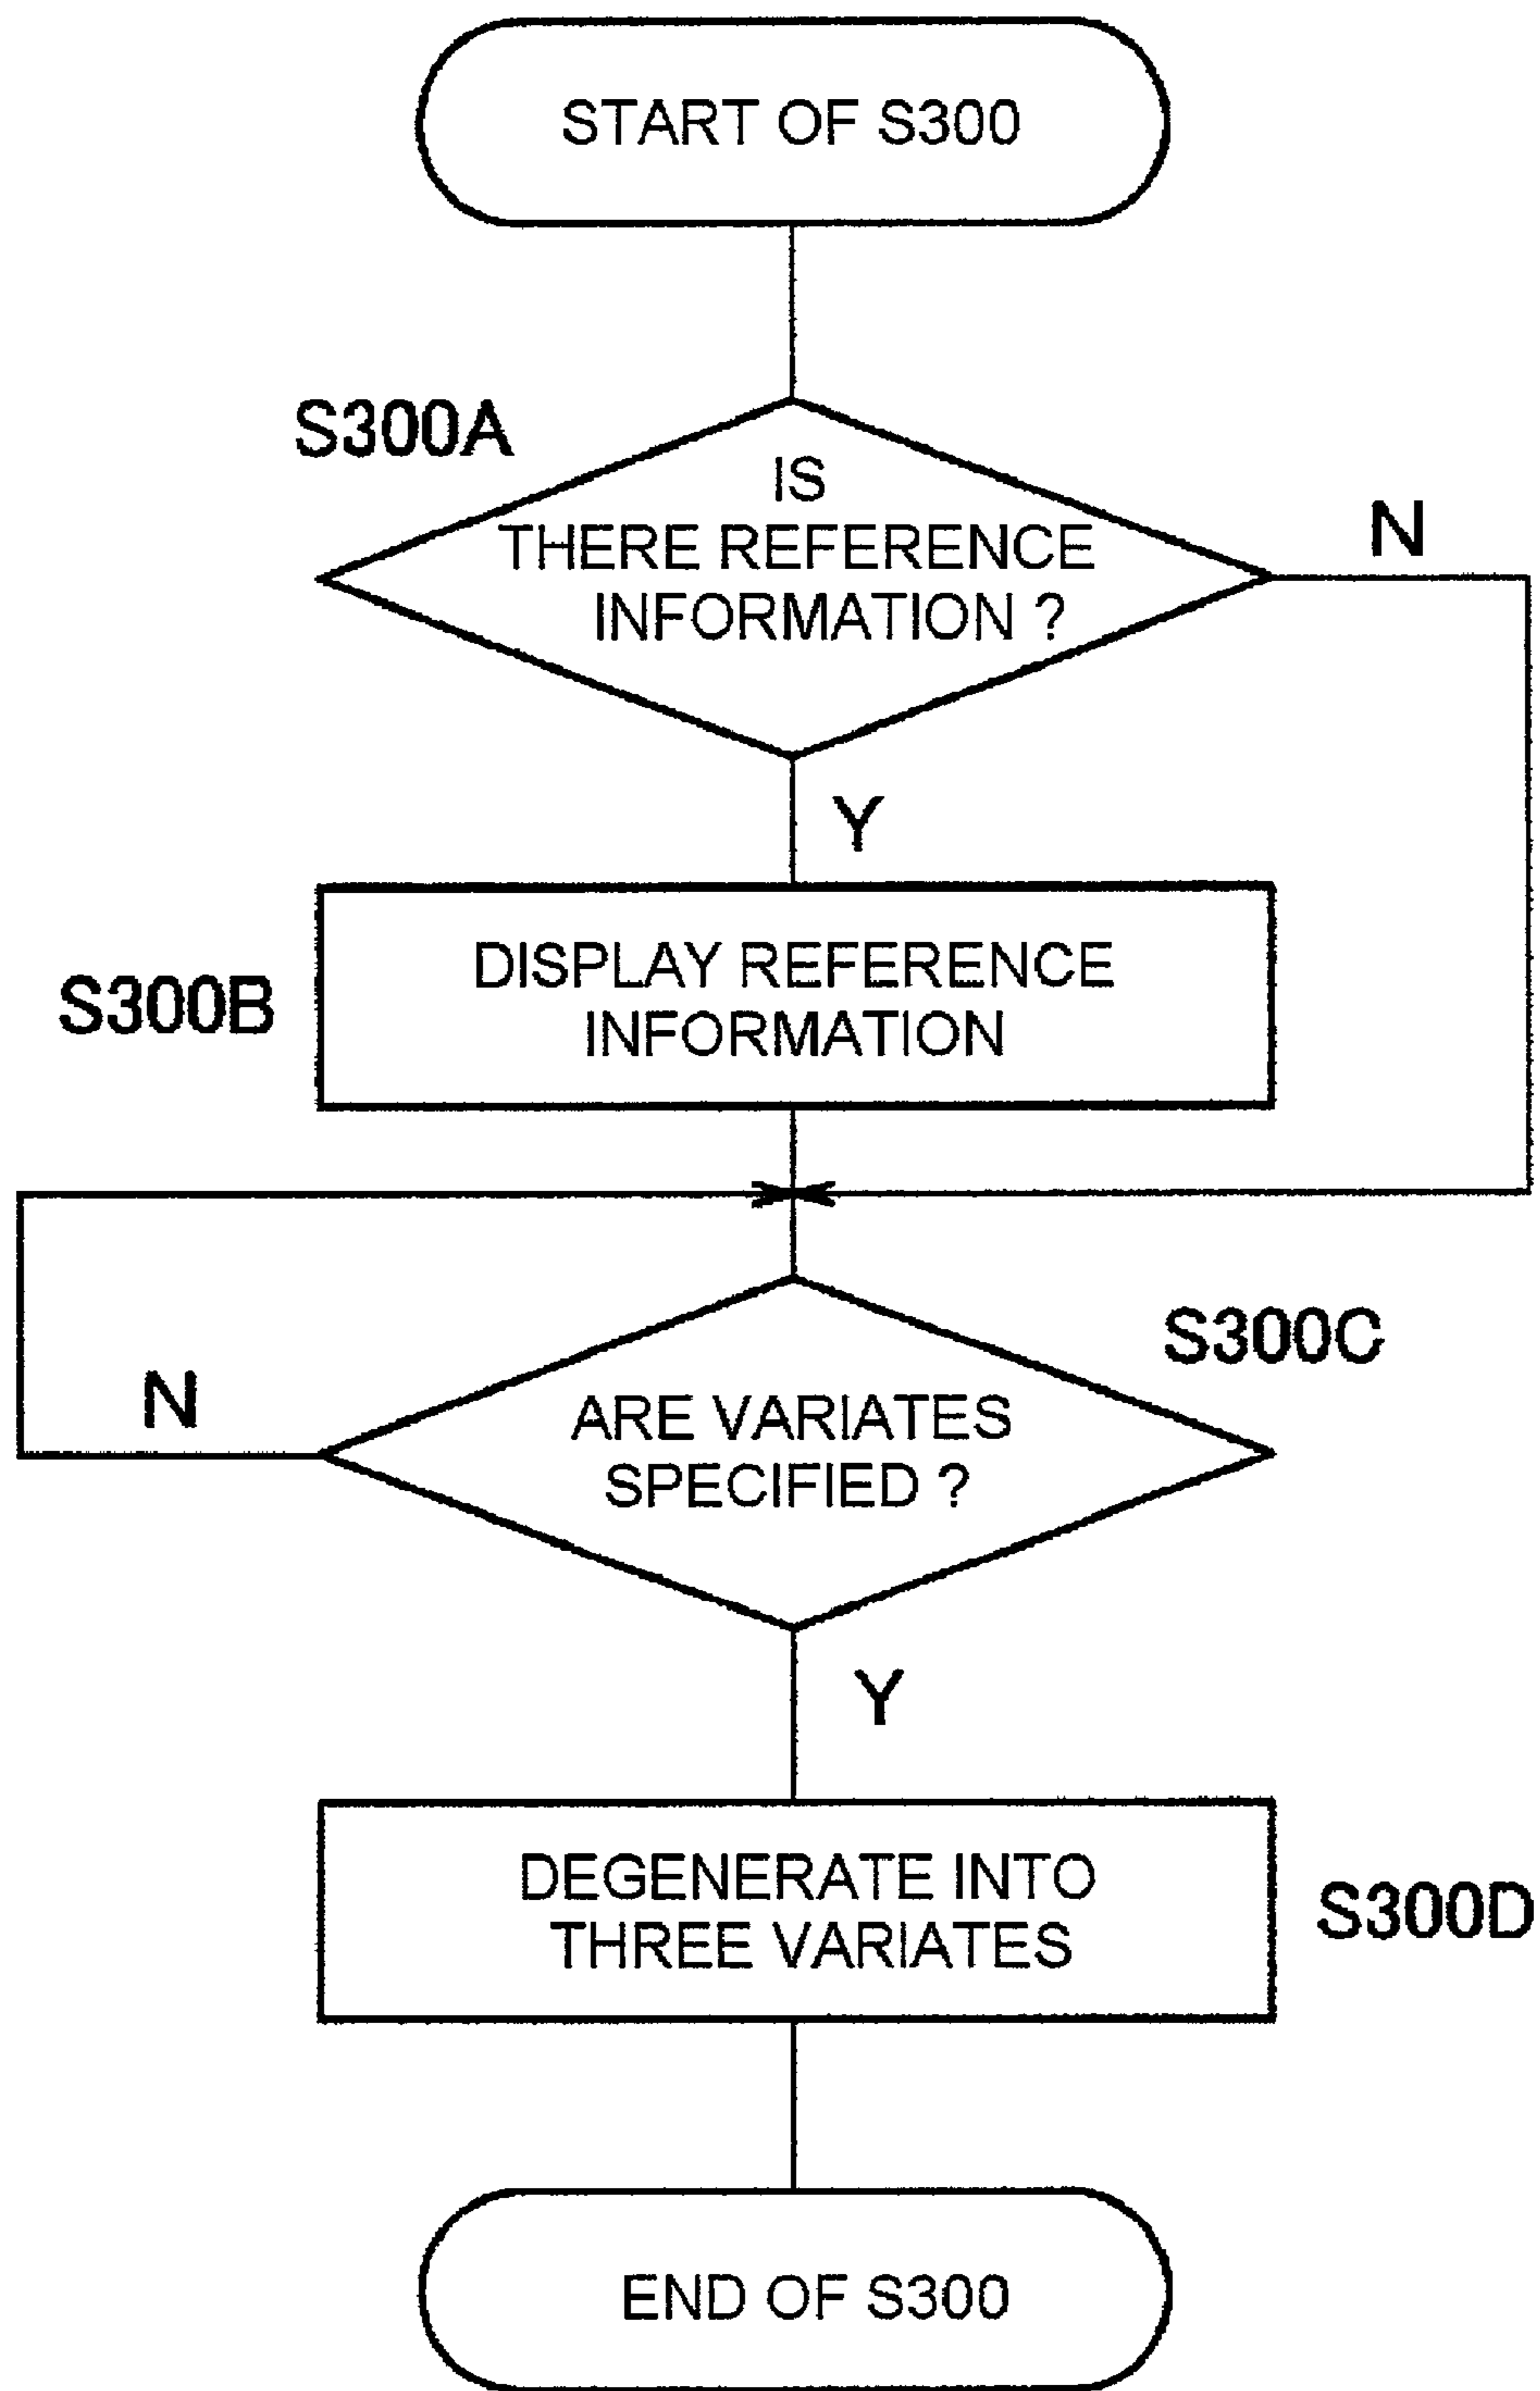 START OF S300
S300A
IS
THERE REFERENCE
INFORMATION ?
N
Y
S300B
DISPLAY REFERENCE
INFORMATION
S300C
N
ARE VARIATES
SPECIFIED ?
Y
DEGENERATE INTO
THREE VARIATES
S300D
END OF S300